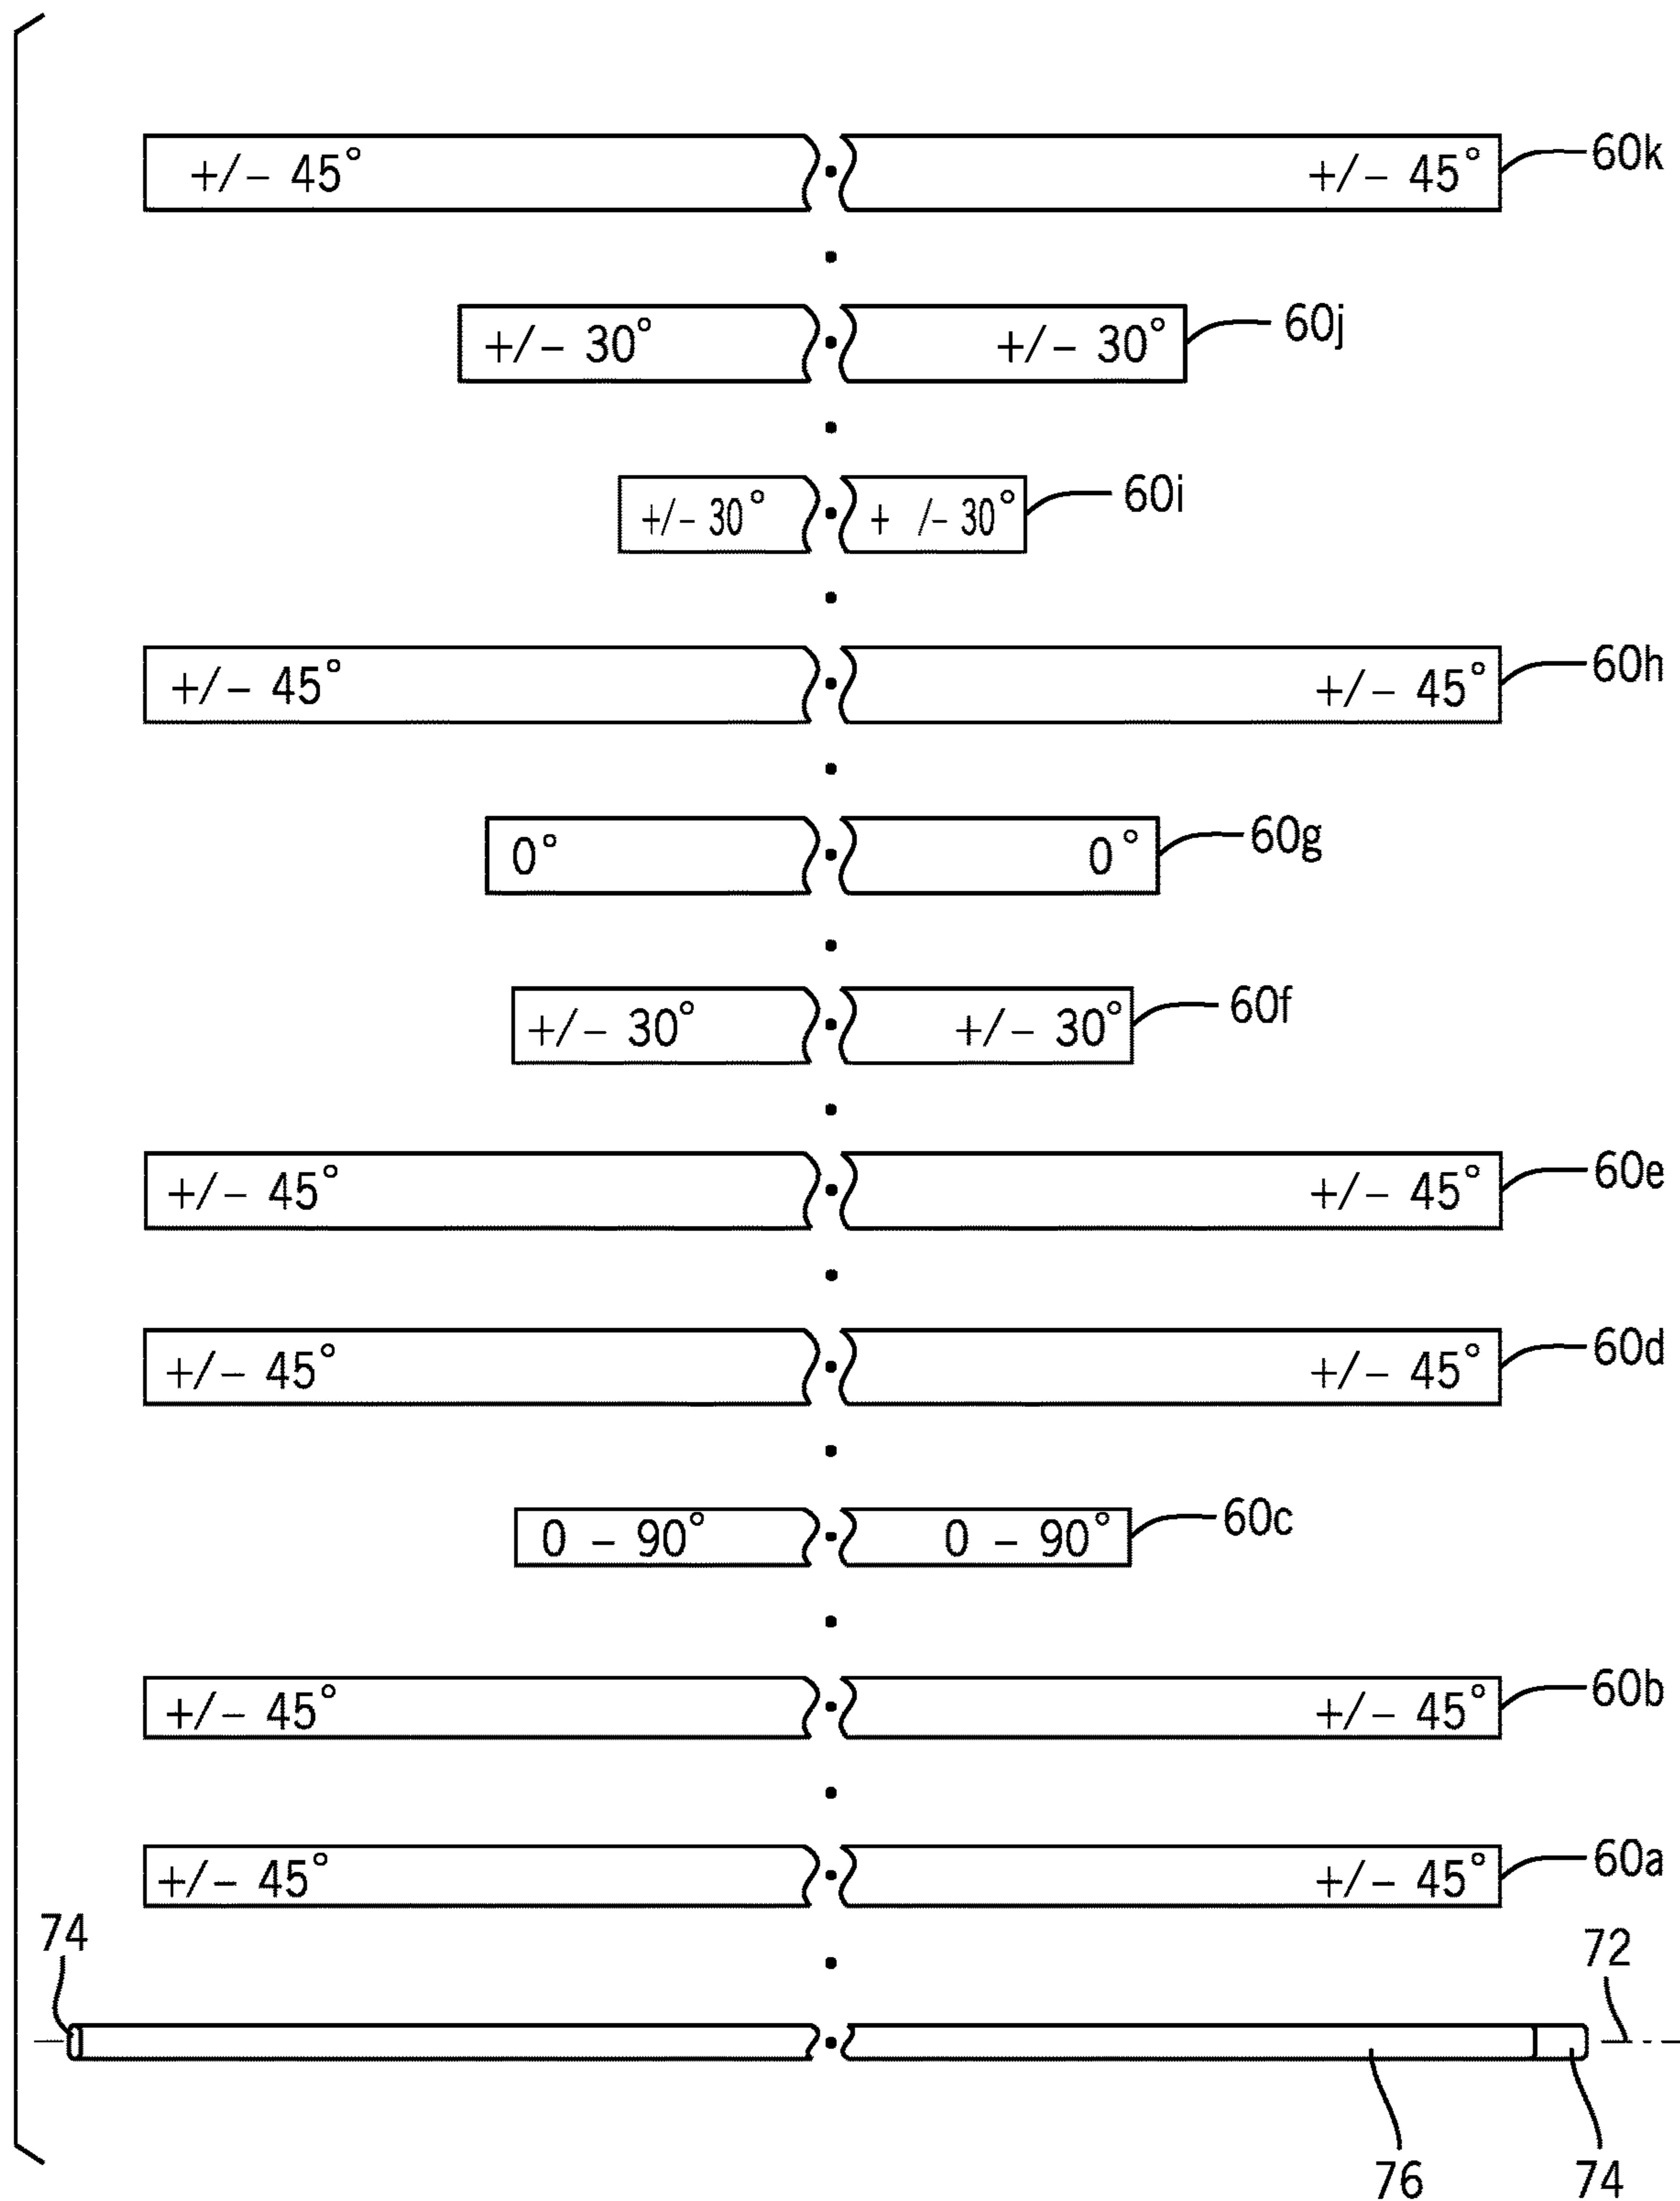 +/– 45° +/– 45° 60k
+/– 30° +/– 30° 60j
+/– 30° + /– 30° 60i
+/– 45° +/– 45° 60h
0° 0° 60g
+/– 30° +/– 30° 60f
+/– 45° +/– 45° 60e
+/– 45° +/– 45° 60d
0 – 90° 0 – 90° 60c
+/– 45° +/– 45° 60b
+/– 45° +/– 45° 60a
74 72
76 74